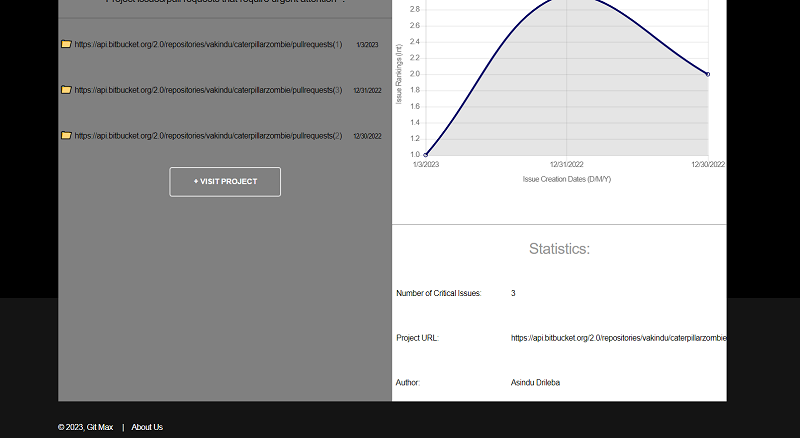 Project issues/pull requests that require urgent attention
https://api.bitbucket.org/2.0/repositories/vakindu/caterpillarzombie/pullrequests(1) 1/3/2023
https://api.bitbucket.org/2.0/repositories/vakindu/caterpillarzombie/pullrequests(3) 12/31/2022
https://api.bitbucket.org/2.0/repositories/vakindu/caterpillarzombie/pullrequests(2) 12/30/2022
+ VISIT PROJECT
Issue Rankings (Int)
2.8
2.6
2.4
2.2
2.0
1.8
1.6
1.4
1.2
1.0
1/3/2023 12/31/2022 12/30/2022
Issue Creation Dates (D/M/Y)
Statistics:
Number of Critical Issues: 3
Project URL: https://api.bitbucket.org/2.0/repositories/vakindu/caterpillarzombie
Author: Asindu Drileba
© 2023, Git Max | About Us